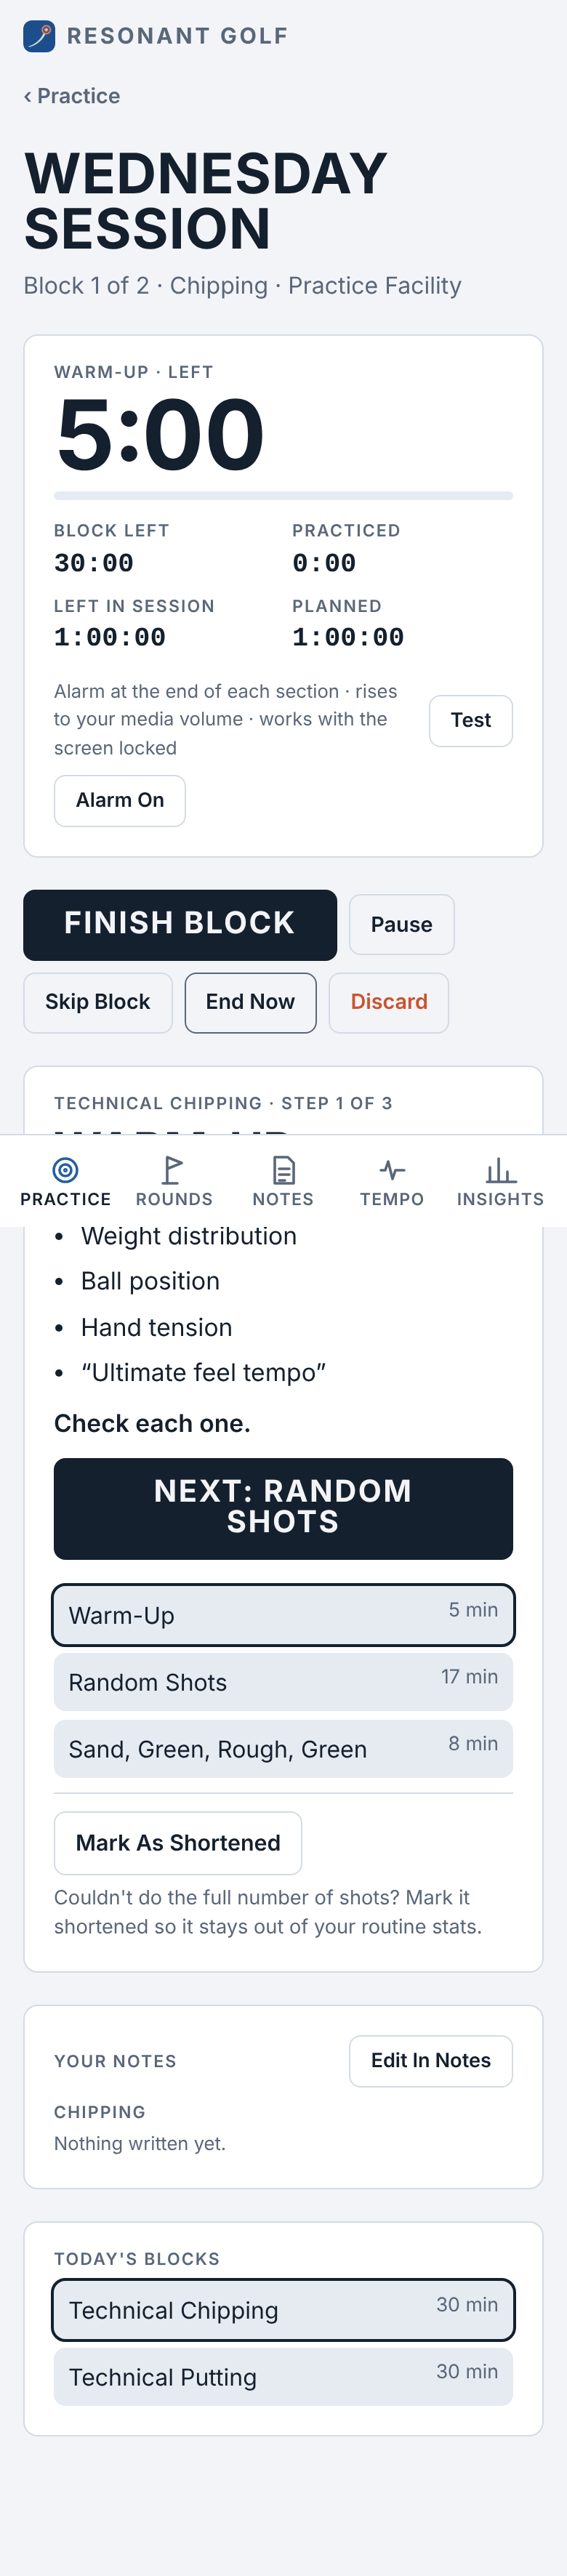 RESONANT GOLF
‹ Practice
WEDNESDAY
SESSION
Block 1 of 2 · Chipping · Practice Facility
WARM-UP · LEFT
5:00
BLOCK LEFT
PRACTICED
30:00
0:00
LEFT IN SESSION
PLANNED
1:00:00
1:00:00
Alarm at the end of each section · rises
to your media volume · works with the
screen locked
Test
Alarm On
FINISH BLOCK
Pause
Skip Block
End Now
Discard
TECHNICAL CHIPPING · STEP 1 OF 3
PRACTICE
ROUNDS
NOTES
TEMPO
INSIGHTS
• Weight distribution
• Ball position
• Hand tension
• “Ultimate feel tempo”
Check each one.
NEXT: RANDOM
SHOTS
Warm-Up
5 min
Random Shots
17 min
Sand, Green, Rough, Green
8 min
Mark As Shortened
Couldn't do the full number of shots? Mark it
shortened so it stays out of your routine stats.
YOUR NOTES
Edit In Notes
CHIPPING
Nothing written yet.
TODAY'S BLOCKS
Technical Chipping
30 min
Technical Putting
30 min